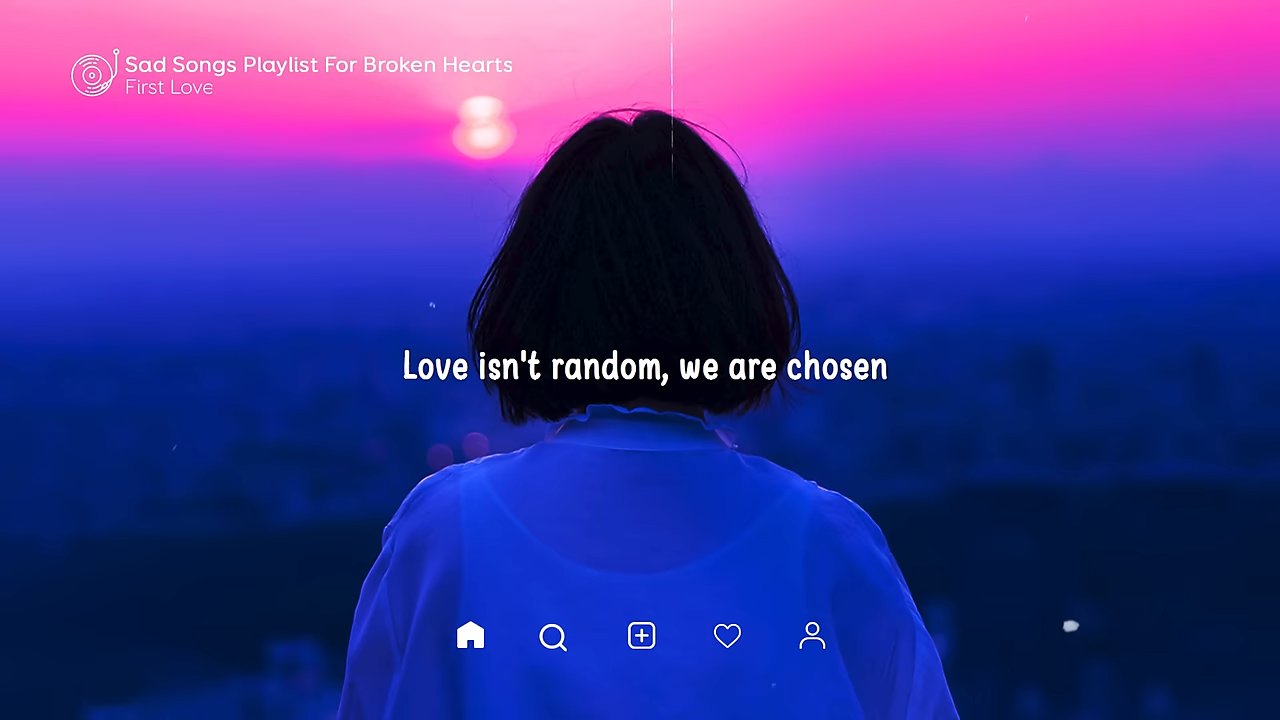 Sad Songs Playlist For Broken Hearts
First Love
Love isn't random, we are chosen